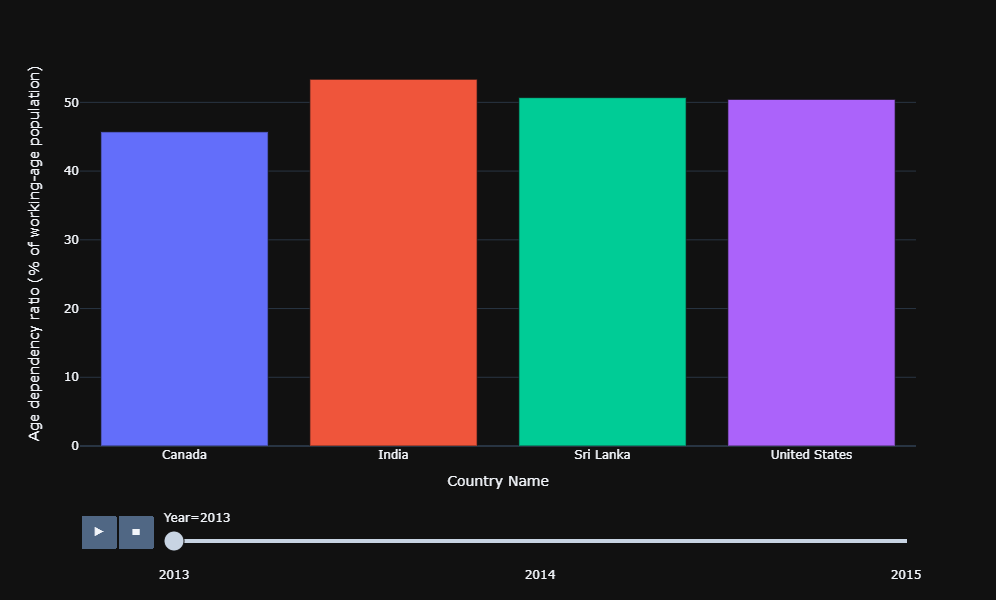 Age dependency ratio (% of working-age population)
50
40
30
20
10
0
Canada India Sri Lanka United States
Country Name
Year=2013
2013 2014 2015